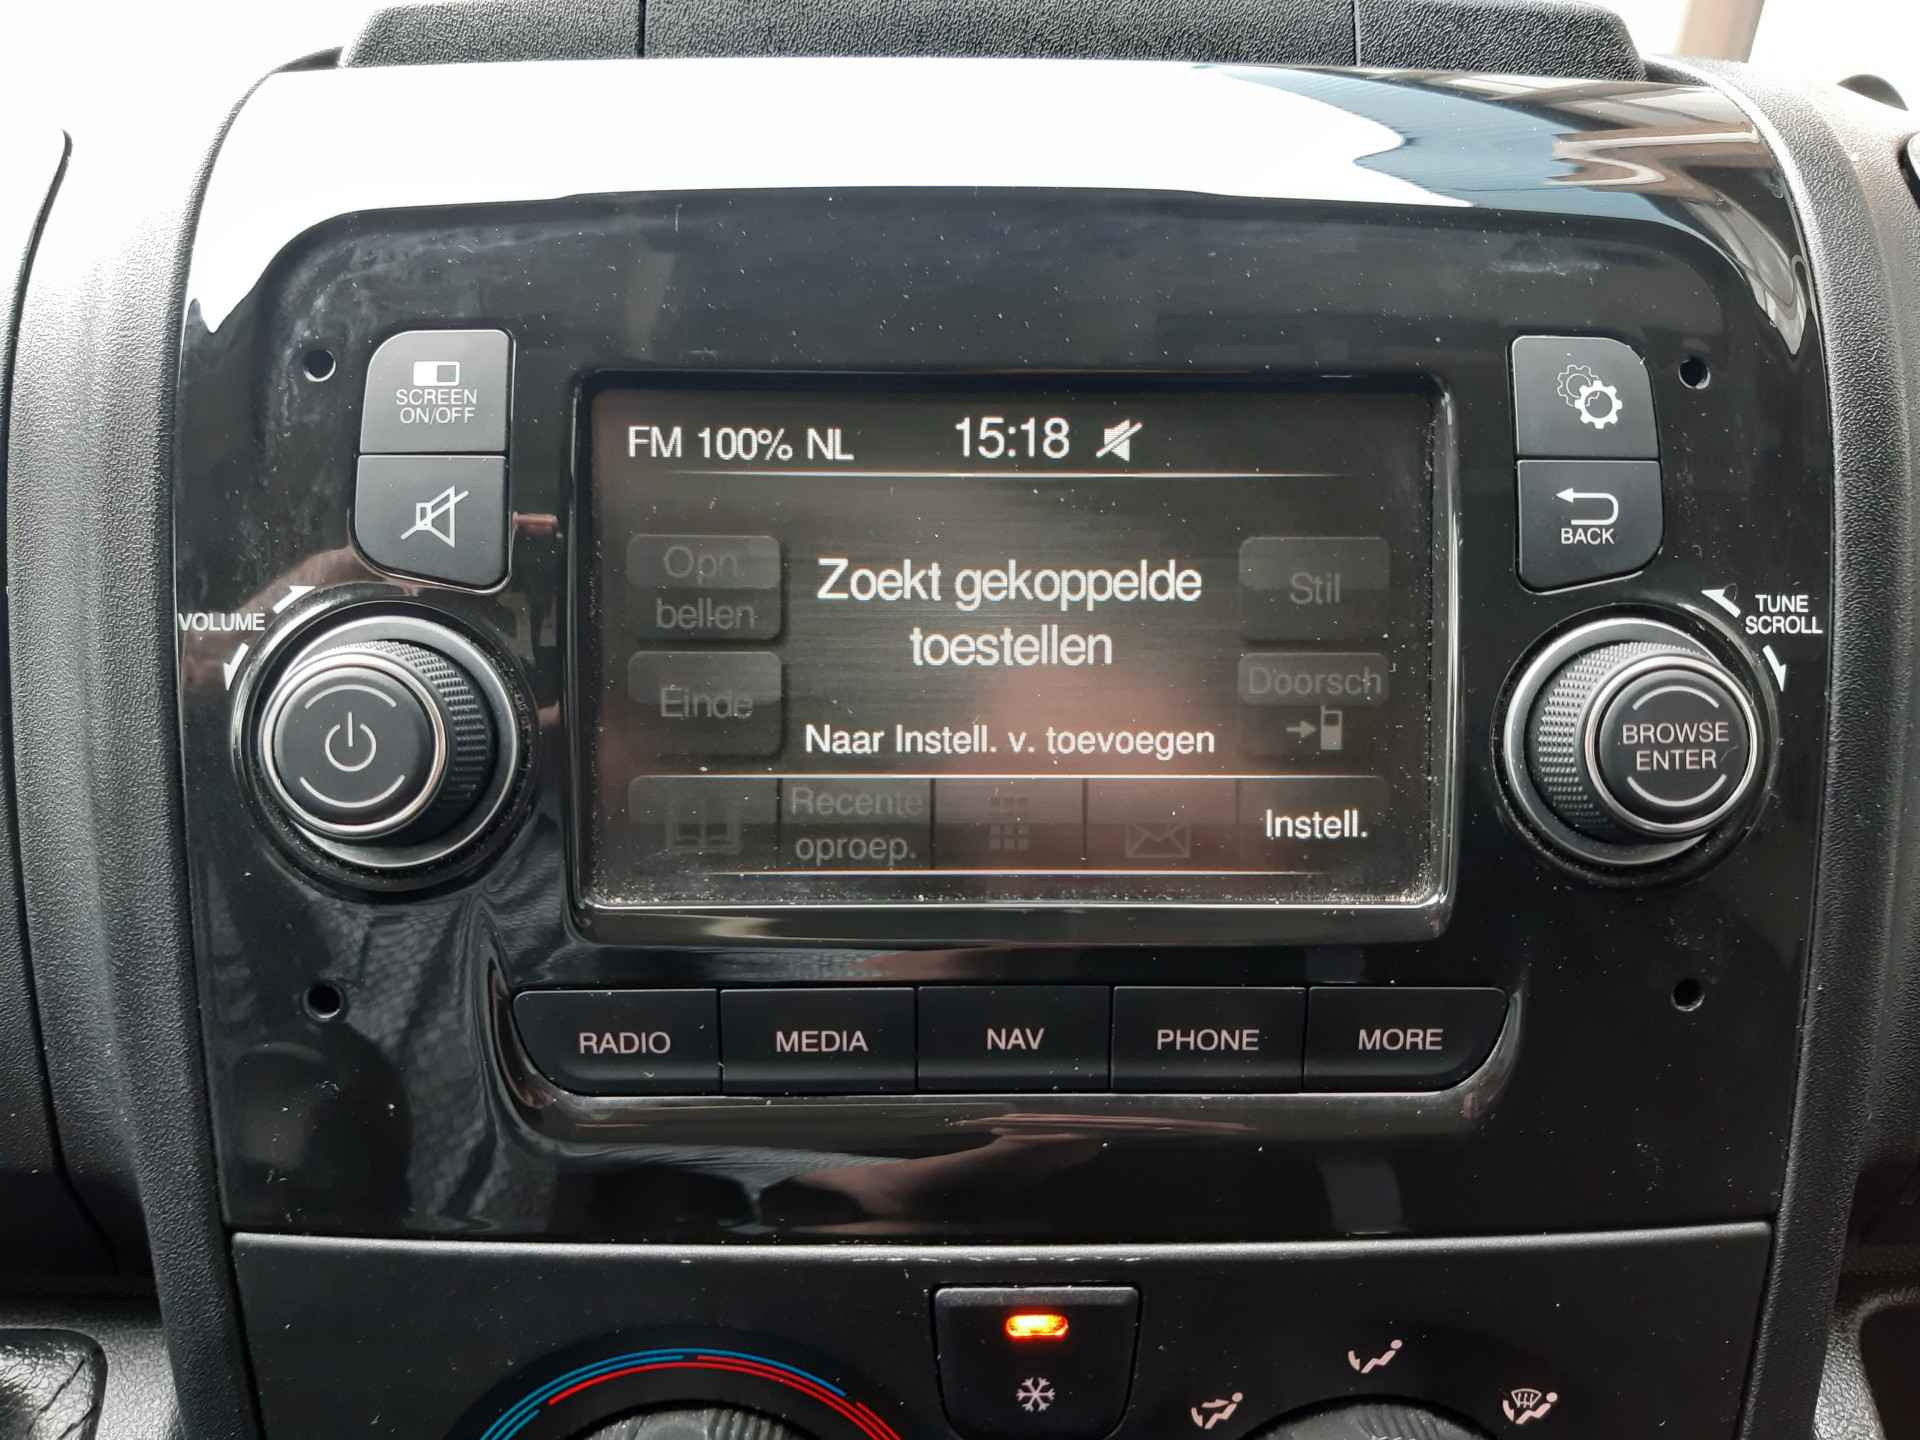 SCREEN
ON/OFF
FM 100% NL
15:18
BACK
Opn.
bellen
Zoekt gekoppelde
toestellen
Stil
VOLUME
TUNE
SCROLL
Einde
Doorsch
Naar Instell. v. toevoegen
BROWSE
ENTER
Recente
oproep.
Instell.
RADIO
MEDIA
NAV
PHONE
MORE